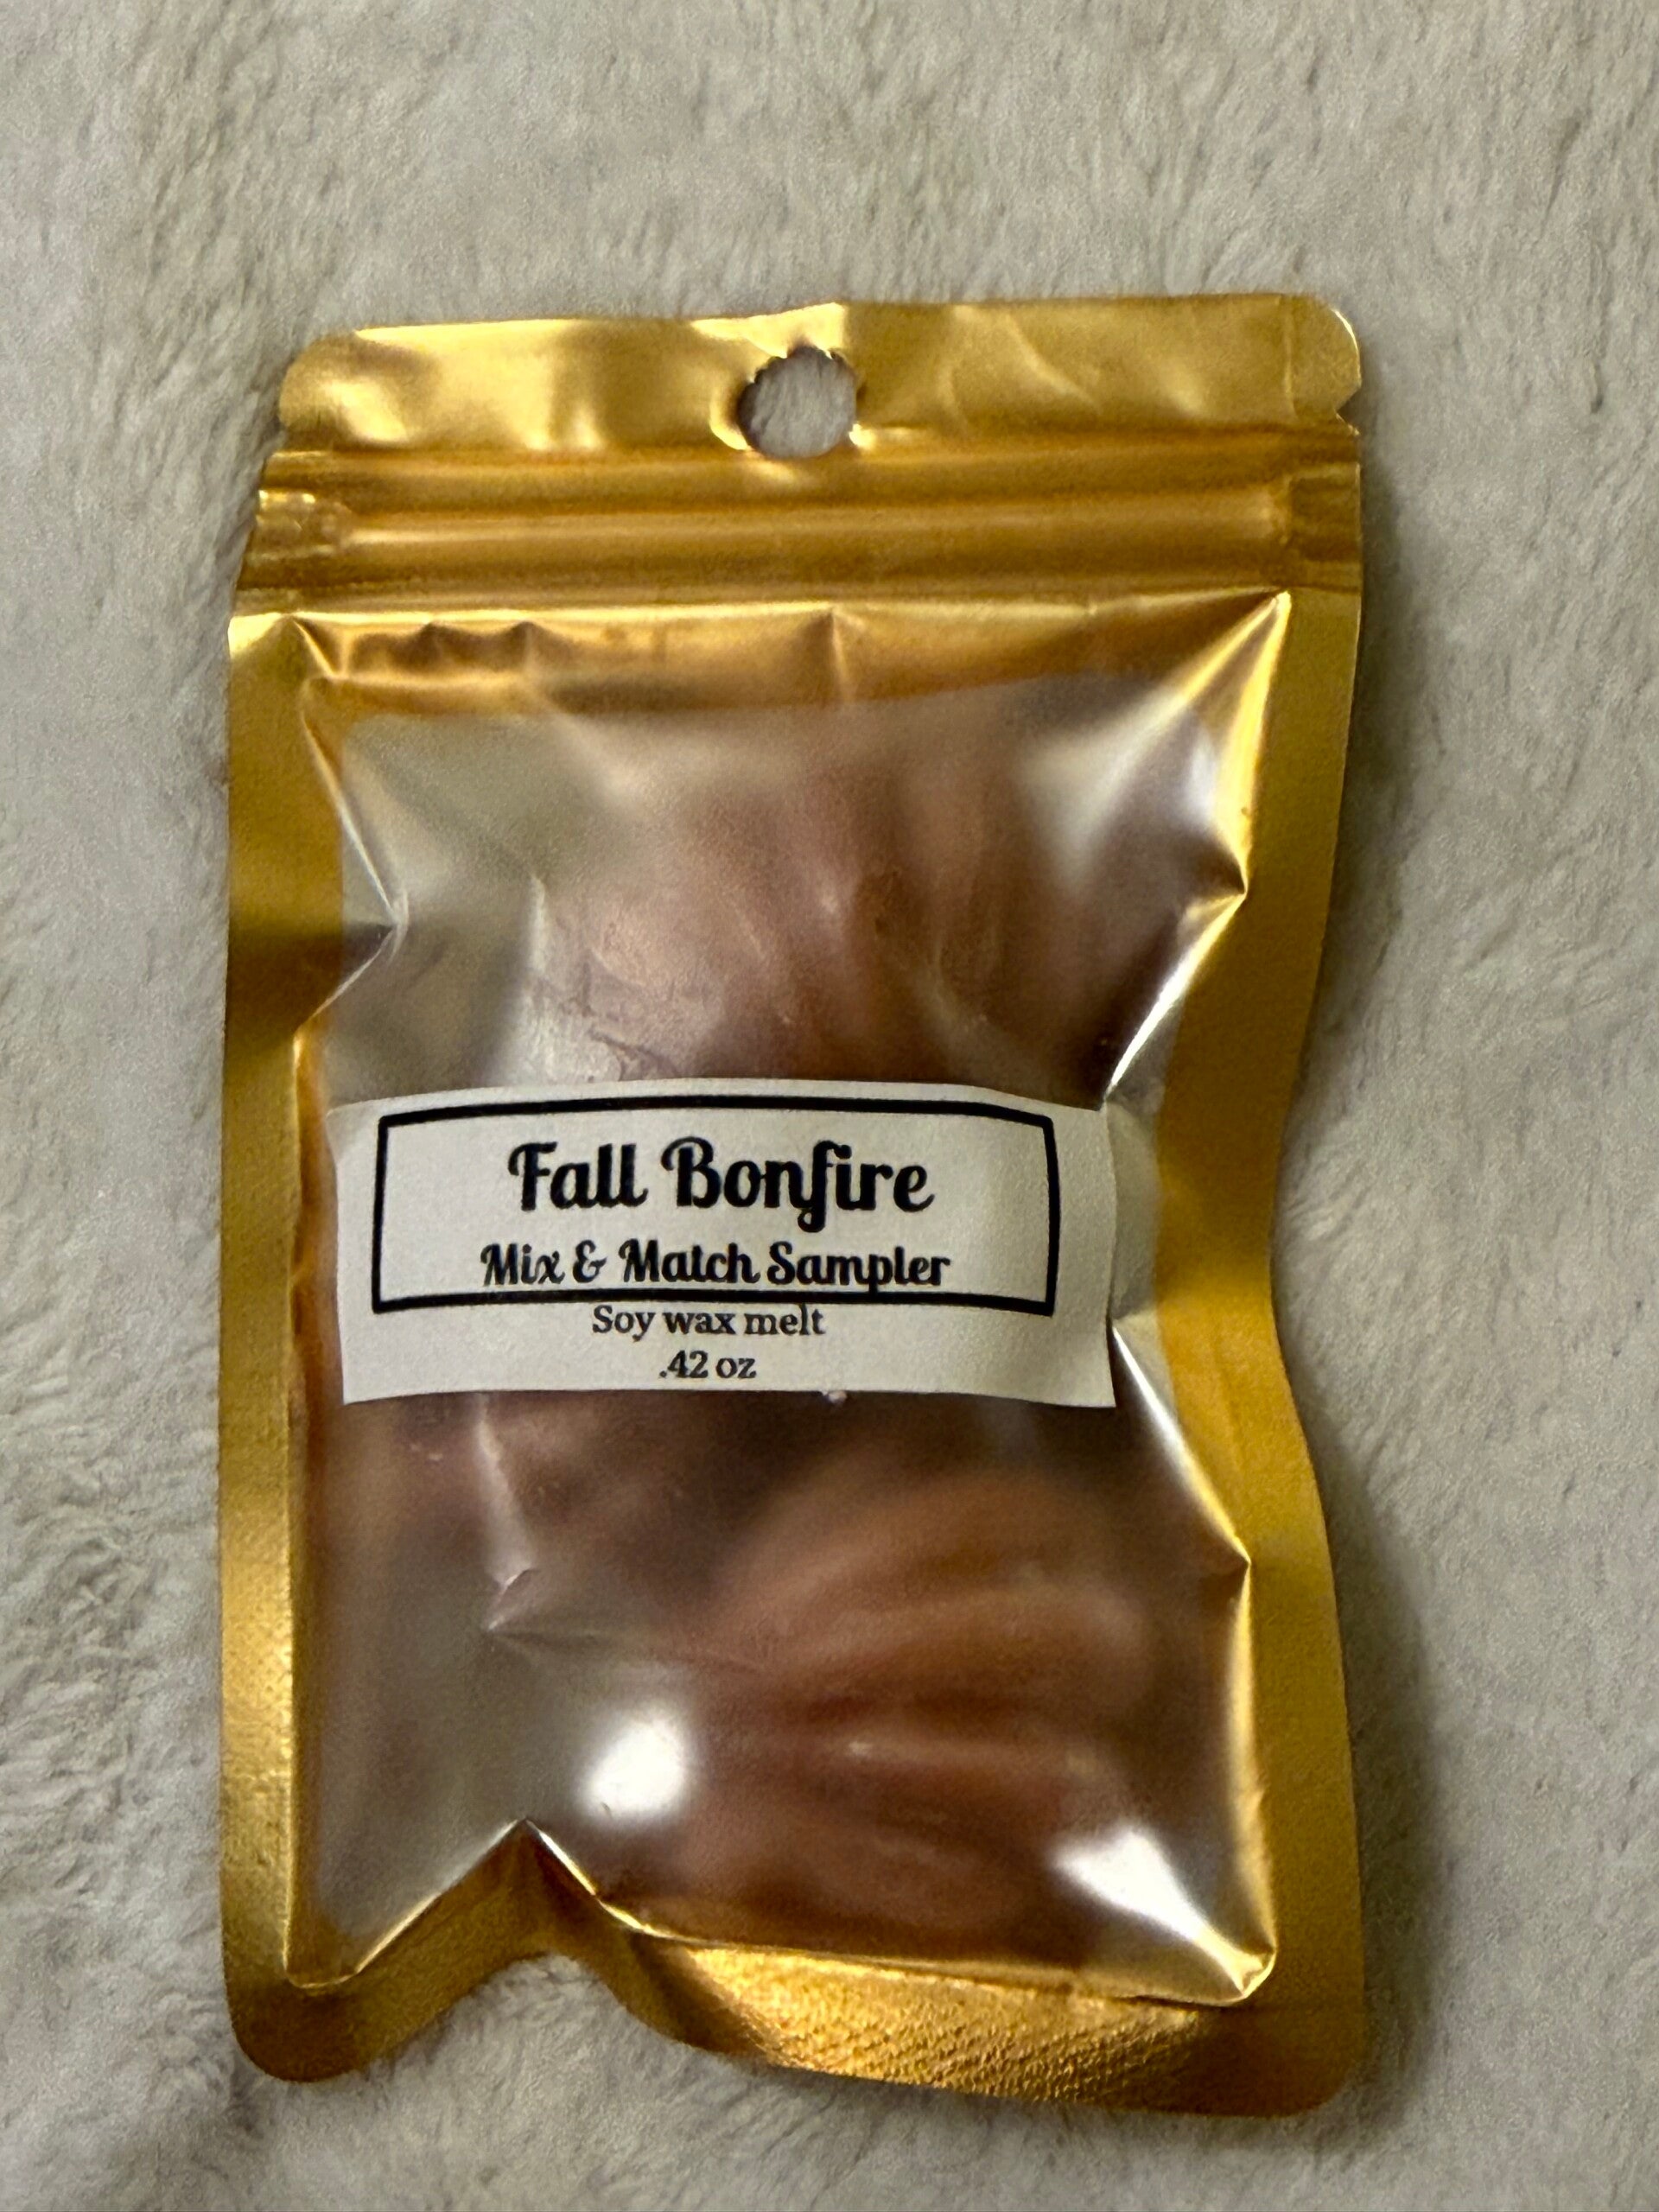 Fall Bonfire
Mix & Match Sampler
Soy wax melt
.42 oz